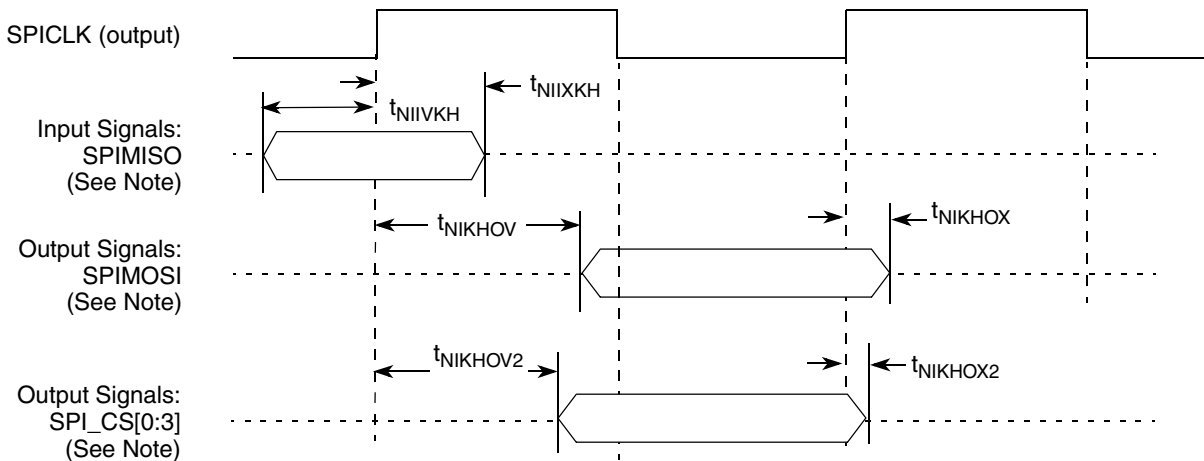 SPICLK (output)
tNIIXKH
tNIIVKH
Input Signals:
SPIMISO
(See Note)
tNIKHOV
tNIKHOX
Output Signals:
SPIMOSI
(See Note)
tNIKHOV2
tNIKHOX2
Output Signals:
SPI_CS[0:3]
(See Note)